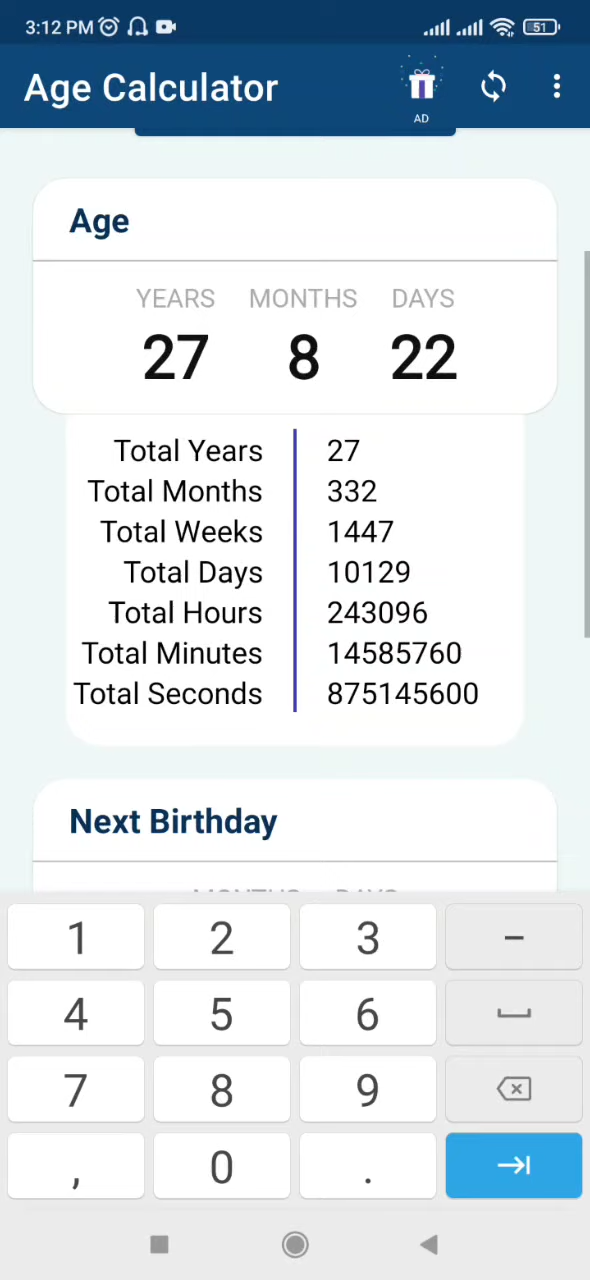 3:12 PM 51
Age Calculator
AD
Age
YEARS MONTHS DAYS
27 8 22
Total Years 27
Total Months 332
Total Weeks 1447
Total Days 10129
Total Hours 243096
Total Minutes 14585760
Total Seconds 875145600
Next Birthday
MONTHS DAYS
1 2 3 –
4 5 6
7 8 9
, 0 .